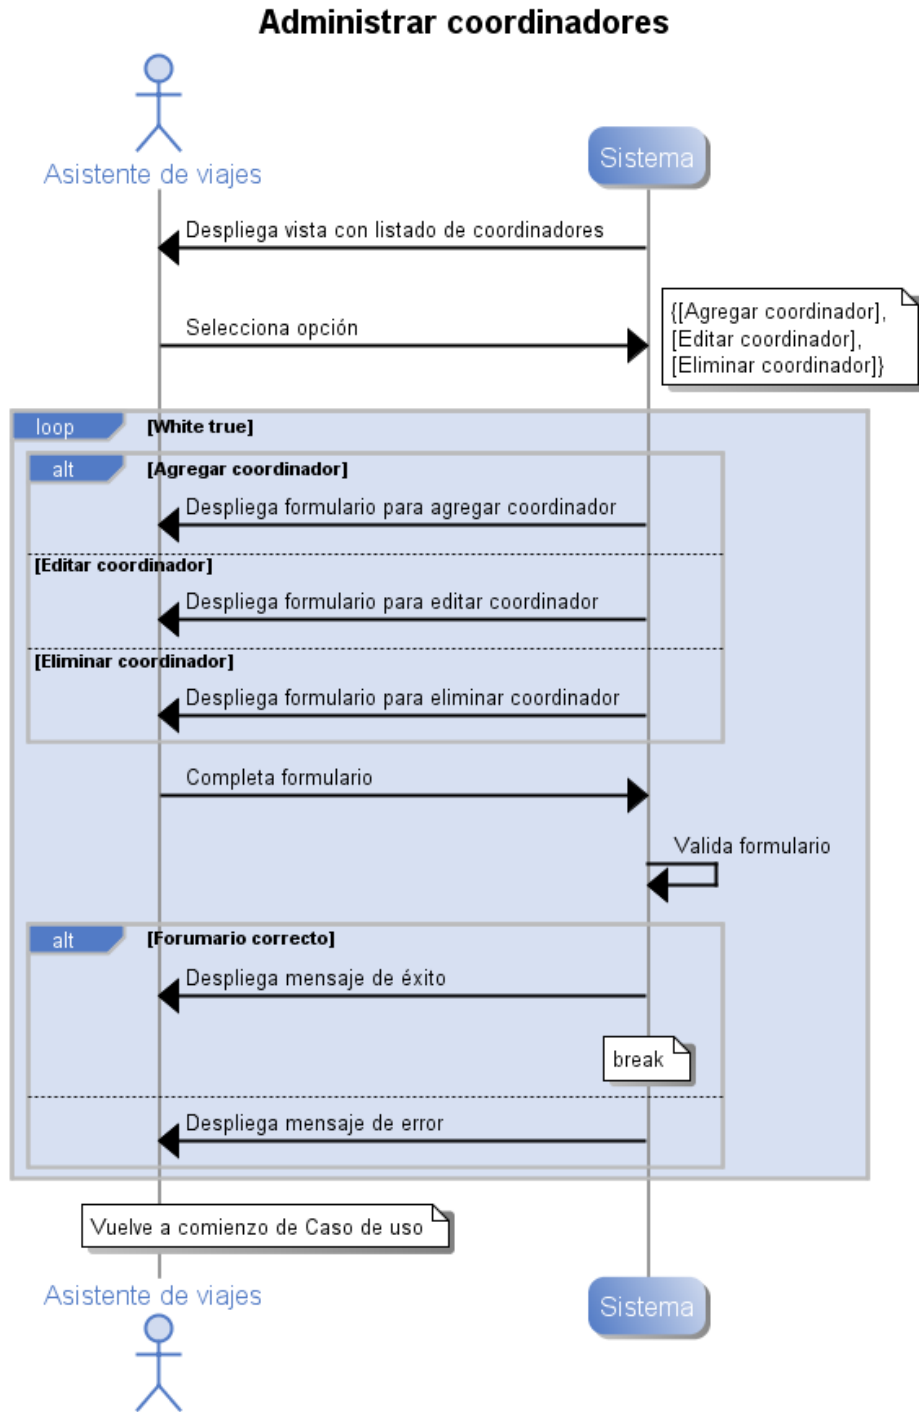 Administrar coordinadores
Asistente de viajes
Sistema
Despliega vista con listado de coordinadores
Selecciona opción
{[Agregar coordinador],
[Editar coordinador],
[Eliminar coordinador]}
loop [White true]
alt [Agregar coordinador]
Despliega formulario para agregar coordinador
[Editar coordinador]
Despliega formulario para editar coordinador
[Eliminar coordinador]
Despliega formulario para eliminar coordinador
Completa formulario
Valida formulario
alt [Forumario correcto]
Despliega mensaje de éxito
break
Despliega mensaje de error
Vuelve a comienzo de Caso de uso
Asistente de viajes
Sistema